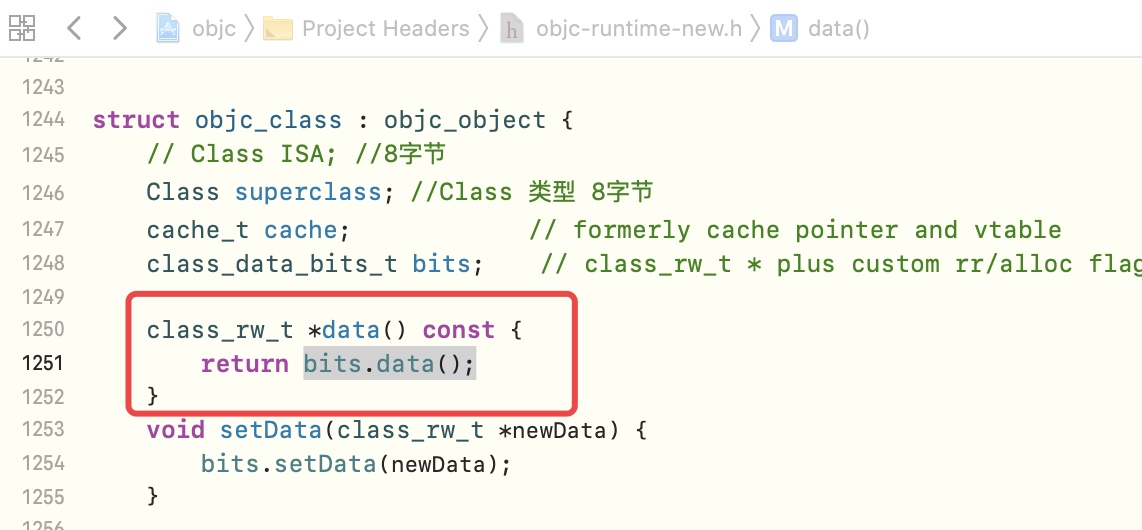 objc Project Headers objc-runtime-new.h M data()
1242
1243
1244 struct objc_class : objc_object {
1245 // Class ISA; //8字节
1246 Class superclass; //Class 类型 8字节
1247 cache_t cache; // formerly cache pointer and vtable
1248 class_data_bits_t bits; // class_rw_t * plus custom rr/alloc flag
1249
1250 class_rw_t *data() const {
1251 return bits.data();
1252 }
1253 void setData(class_rw_t *newData) {
1254 bits.setData(newData);
1255 }
1256